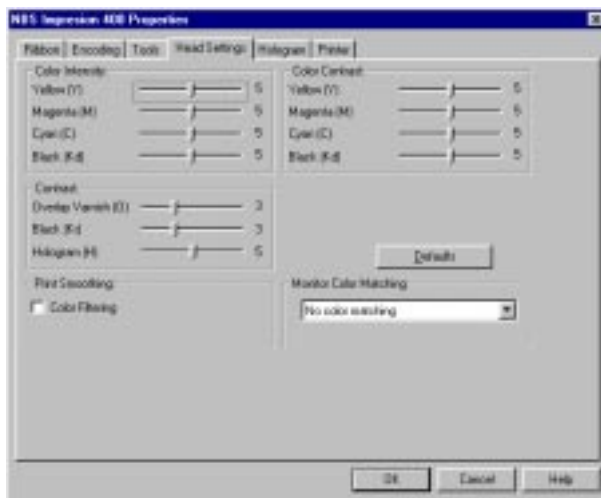 NBS Impresion 400 Properties
Ribbon Encoding Tools Head Settings Hologram Printer
Color Intensity
Yellow (Y) 5
Magenta (M) 5
Cyan (C) 5
Black (Kd) 5
Color Contrast
Yellow (Y) 5
Magenta (M) 5
Cyan (C) 5
Black (Kd) 5
Contrast
Overlap Varnish (O) 3
Black (Kr) 3
Hologram (H) 5
Defaults
Print Smoothing
Color Filtering
Monitor Color Matching
No color matching
OK Cancel Help